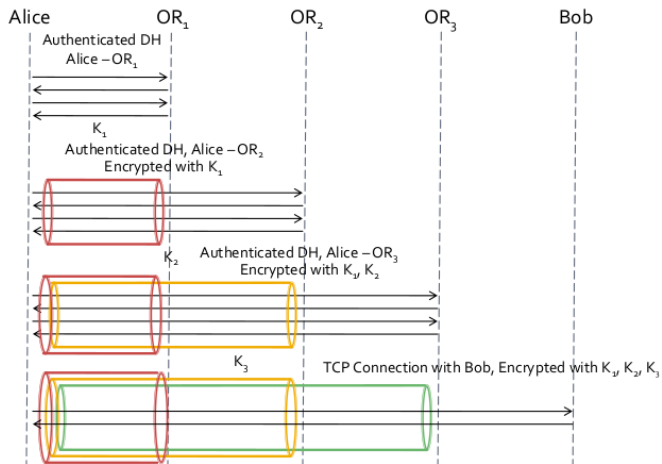 Alice OR₁ OR₂ OR₃ Bob
Authenticated DH
Alice – OR₁
K₁
Authenticated DH, Alice – OR₂
Encrypted with K₁
K₂
Authenticated DH, Alice – OR₃
Encrypted with K₁, K₂
K₃
TCP Connection with Bob, Encrypted with K₁, K₂, K₃